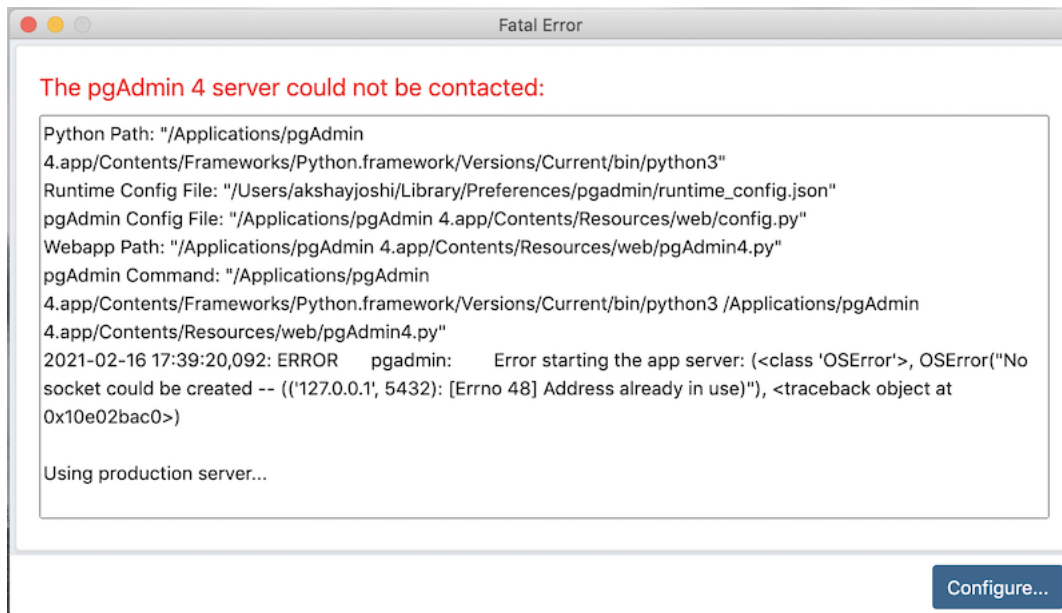 Fatal Error
The pgAdmin 4 server could not be contacted:
Python Path: "/Applications/pgAdmin
4.app/Contents/Frameworks/Python.framework/Versions/Current/bin/python3"
Runtime Config File: "/Users/akshayjoshi/Library/Preferences/pgadmin/runtime_config.json"
pgAdmin Config File: "/Applications/pgAdmin 4.app/Contents/Resources/web/config.py"
Webapp Path: "/Applications/pgAdmin 4.app/Contents/Resources/web/pgAdmin4.py"
pgAdmin Command: "/Applications/pgAdmin
4.app/Contents/Frameworks/Python.framework/Versions/Current/bin/python3 /Applications/pgAdmin
4.app/Contents/Resources/web/pgAdmin4.py"
2021-02-16 17:39:20,092: ERROR pgadmin: Error starting the app server: (<class 'OSError'>, OSError("No
socket could be created -- (('127.0.0.1', 5432): [Errno 48] Address already in use)"), <traceback object at
0x10e02bac0>)
Using production server...
Configure...